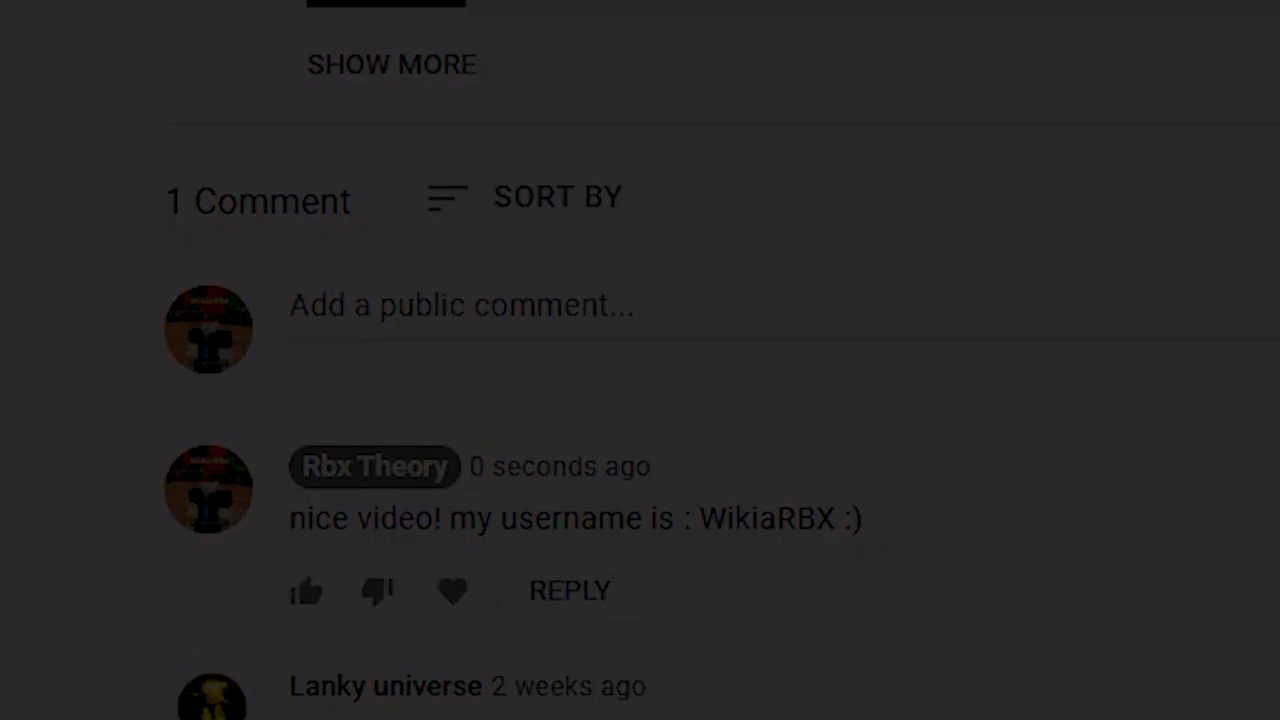 SHOW MORE
1 Comment
SORT BY
Add a public comment...
Rbx Theory 0 seconds ago
nice video! my username is : WikiaRBX :)
REPLY
Lanky universe 2 weeks ago